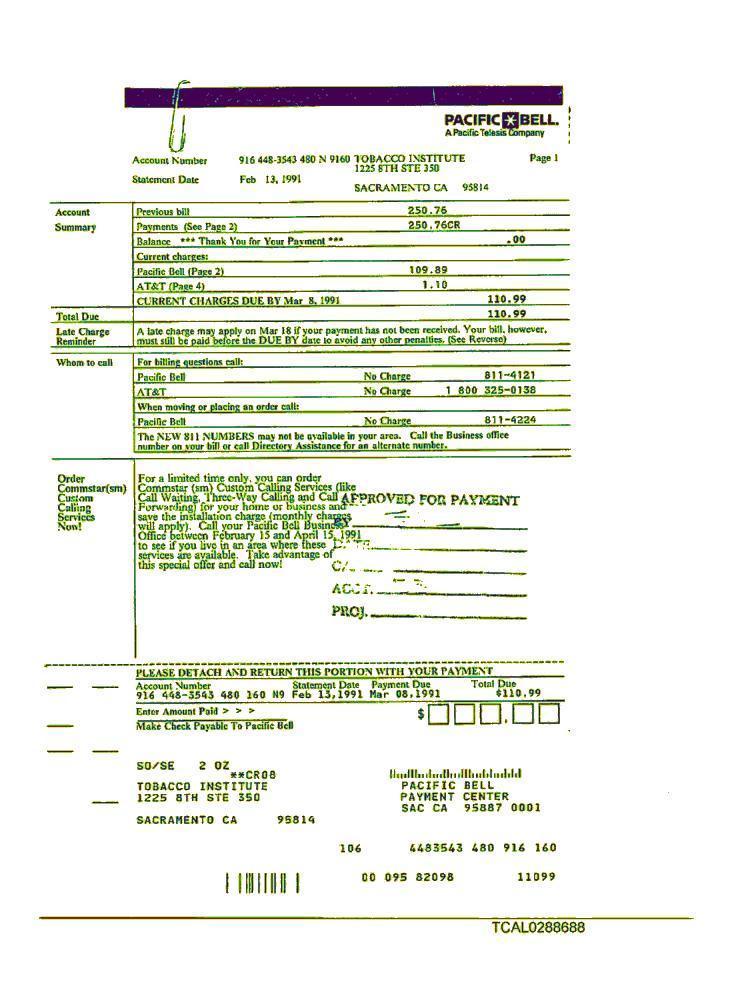 PACIFIC BELL.
A Pacific Telesis Company
Account Number 916 448-3543 480 N 9160 TOBACCO INSTITUTE Page 1
1225 8TH STE 350
Statement Date Feb 13, 1991
SACRAMENTO CA 95814
Account Summary
Previous bill 250.76
Payments (See Page 2) 250.76CR
Balance *** Thank You for Your Payment *** .00
Current charges:
Pacific Bell (Page 2) 109.89
AT&T (Page 4) 1.10
CURRENT CHARGES DUE BY Mar 8, 1991 110.99
Total Due 110.99
Late Charge Reminder
A late charge may apply on Mar 18 if your payment has not been received. Your bill, however,
must still be paid before the DUE BY date to avoid any other penalties. (See Reverse)
Whom to call
For billing questions call:
Pacific Bell No Charge 811-4121
AT&T No Charge 1 800 325-0138
When moving or placing an order call:
Pacific Bell No Charge 811-4224
The NEW 811 NUMBERS may not be available in your area. Call the Business office
number on your bill or call Directory Assistance for an alternate number.
Order
Commstar(sm)
Custom
Calling
Services
Now!
For a limited time only, you can order
Commstar (sm) Custom Calling Services (like
Call Waiting, Three-Way Calling and Call
Forwarding) for your home or business and
save the installation charge (monthly charges
will apply). Call your Pacific Bell Business
Office between February 15 and April 15, 1991
to see if you live in an area where these
services are available. Take advantage of
this special offer and call now!
APPROVED FOR PAYMENT
BY
DATE
ACCT.
PROJ.
PLEASE DETACH AND RETURN THIS PORTION WITH YOUR PAYMENT
Account Number Statement Date Payment Due Total Due
916 448-3543 480 160 N9 Feb 13,1991 Mar 08,1991 $110.99
Enter Amount Paid > > > $ .
Make Check Payable To Pacific Bell
SO/SE 2 OZ
**CR08
TOBACCO INSTITUTE
1225 8TH STE 350
SACRAMENTO CA 95814
PACIFIC BELL
PAYMENT CENTER
SAC CA 95887 0001
106 4483543 480 916 160
00 095 82098 11099
TCAL0288688